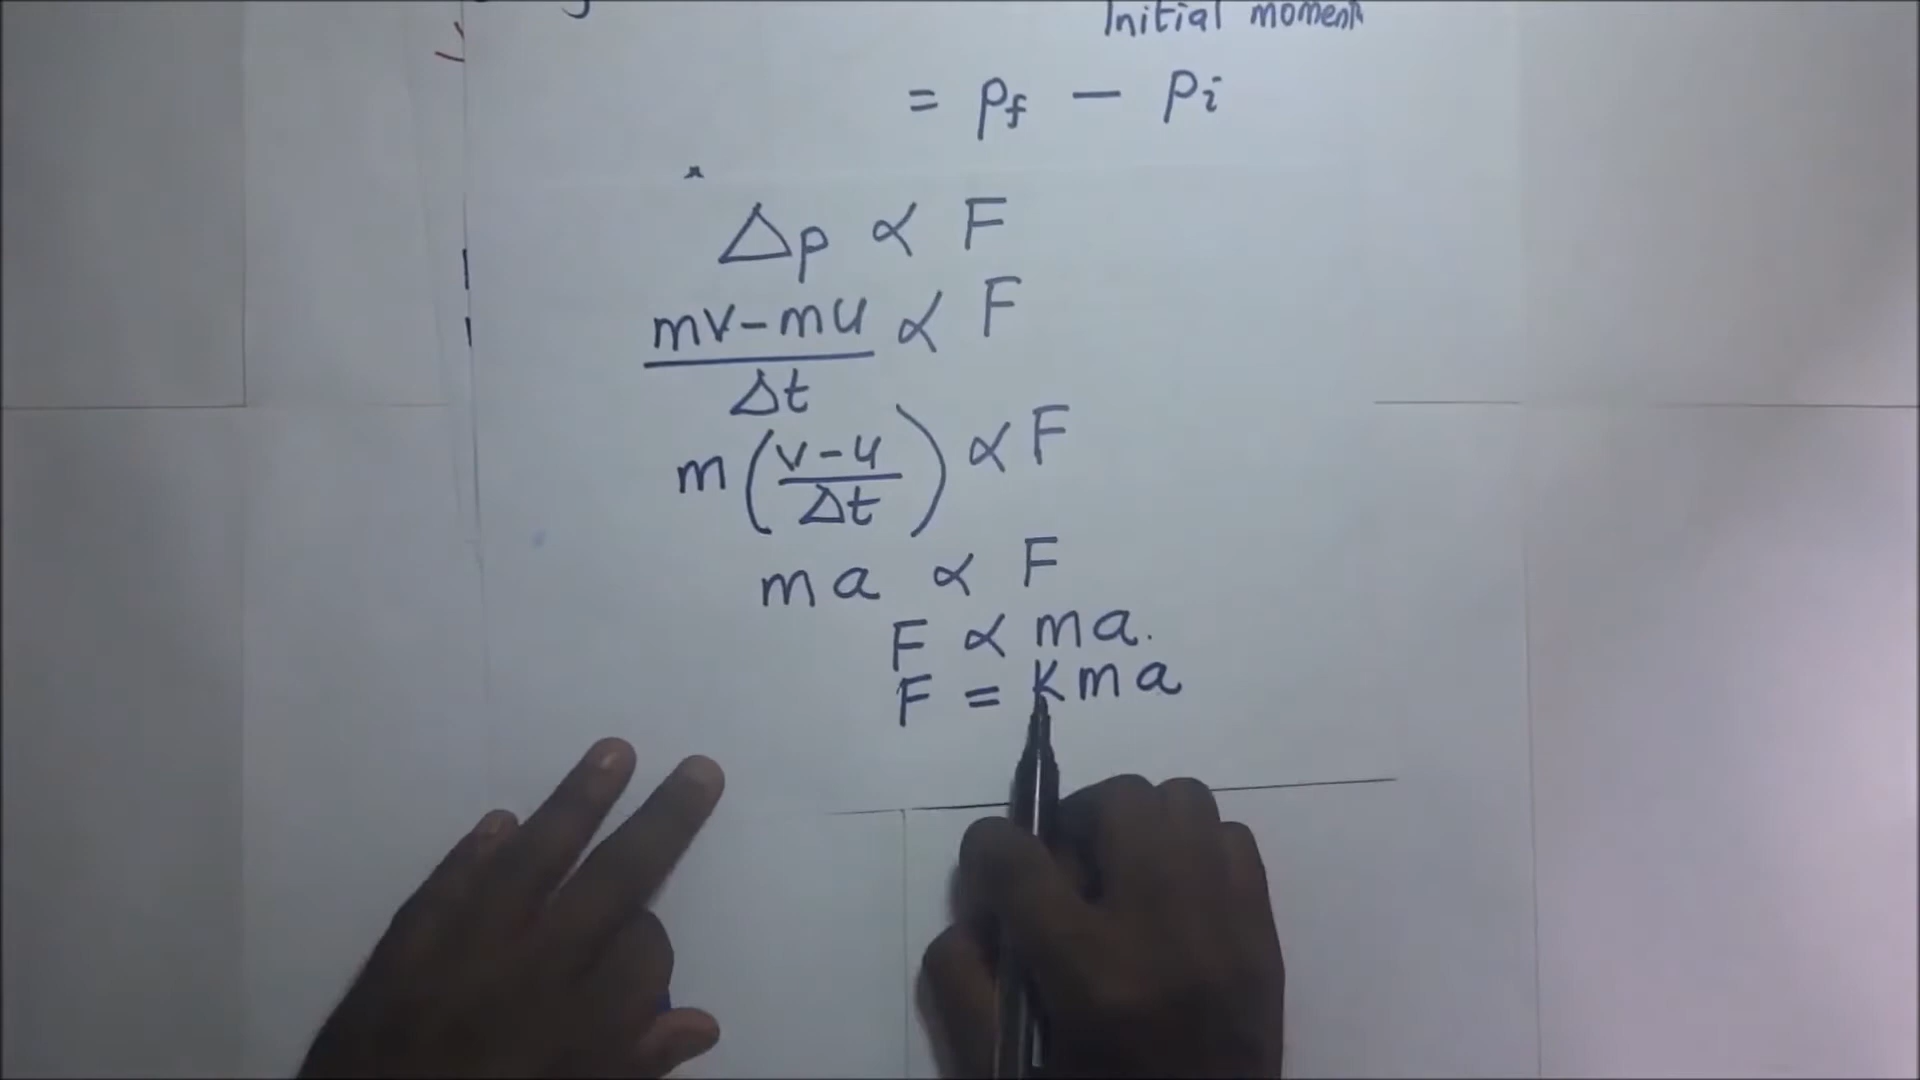 Initial moment
= pf − pi
Δp ∝ F
mv−mu/Δt ∝ F
m(v−u/Δt) ∝ F
ma ∝ F
F ∝ ma.
F = Kma